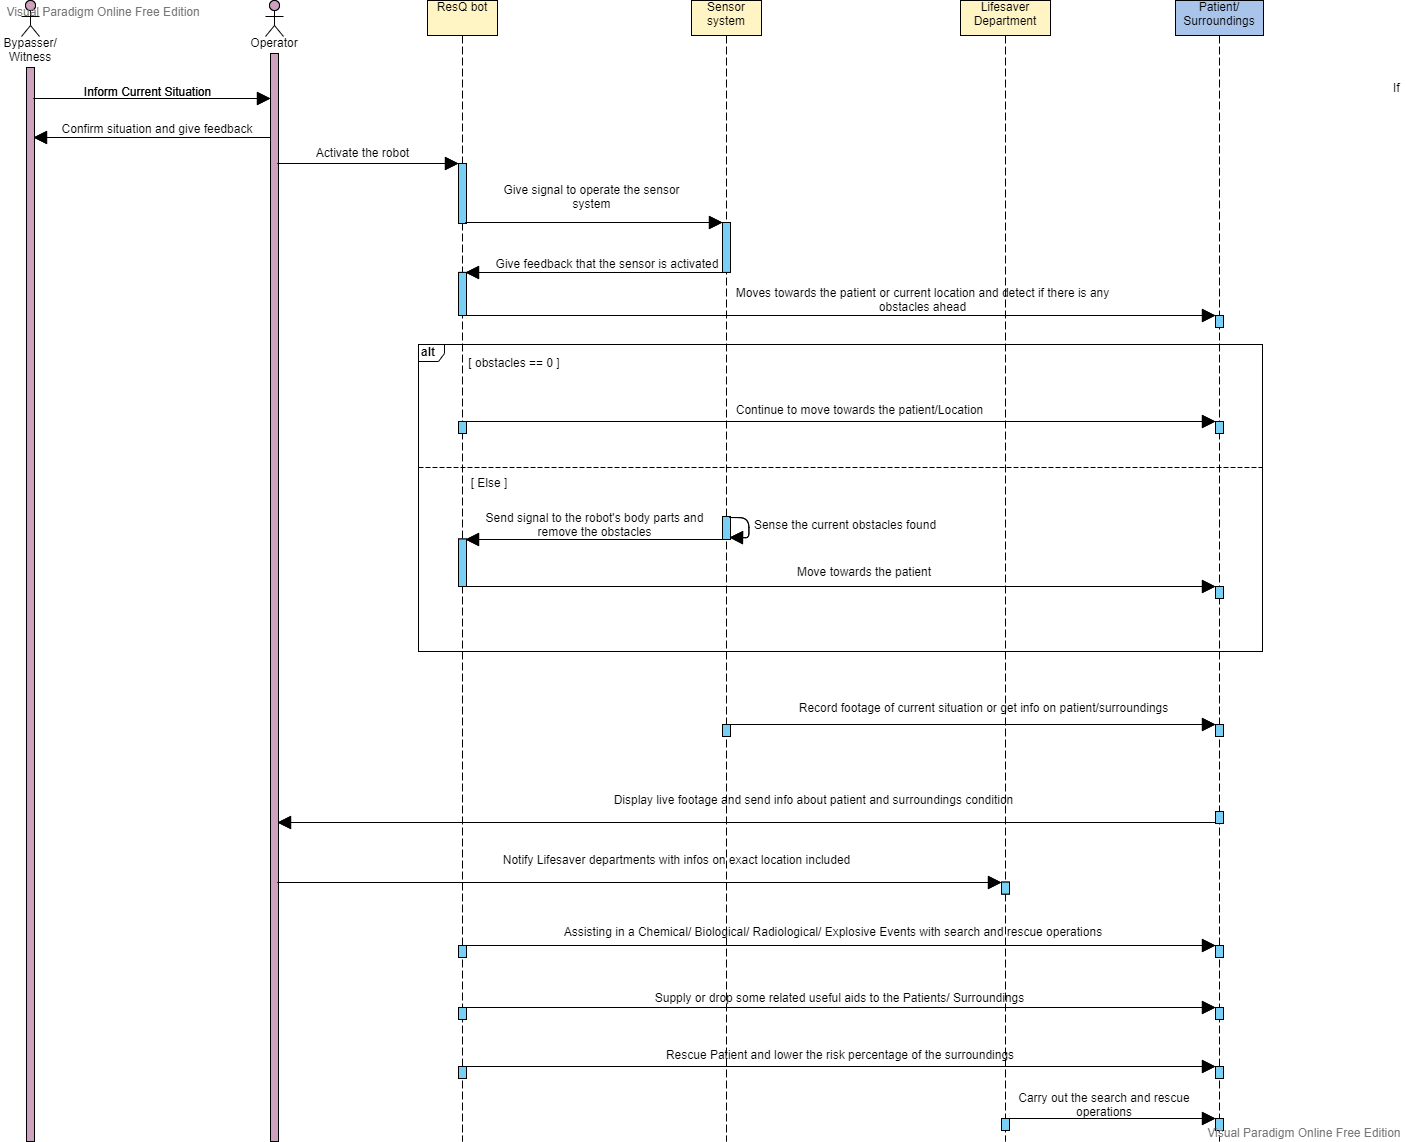 Visual Paradigm Online Free Edition
ResQ bot
Sensor
system
Lifesaver
Department
Patient/
Surroundings
Bypasser/
Witness
Operator
If
Inform Current Situation
Confirm situation and give feedback
Activate the robot
Give signal to operate the sensor
system
Give feedback that the sensor is activated
Moves towards the patient or current location and detect if there is any
obstacles ahead
alt
[ obstacles == 0 ]
Continue to move towards the patient/Location
[ Else ]
Send signal to the robot's body parts and
remove the obstacles
Sense the current obstacles found
Move towards the patient
Record footage of current situation or get info on patient/surroundings
Display live footage and send info about patient and surroundings condition
Notify Lifesaver departments with infos on exact location included
Assisting in a Chemical/ Biological/ Radiological/ Explosive Events with search and rescue operations
Supply or drop some related useful aids to the Patients/ Surroundings
Rescue Patient and lower the risk percentage of the surroundings
Carry out the search and rescue
operations
Visual Paradigm Online Free Edition